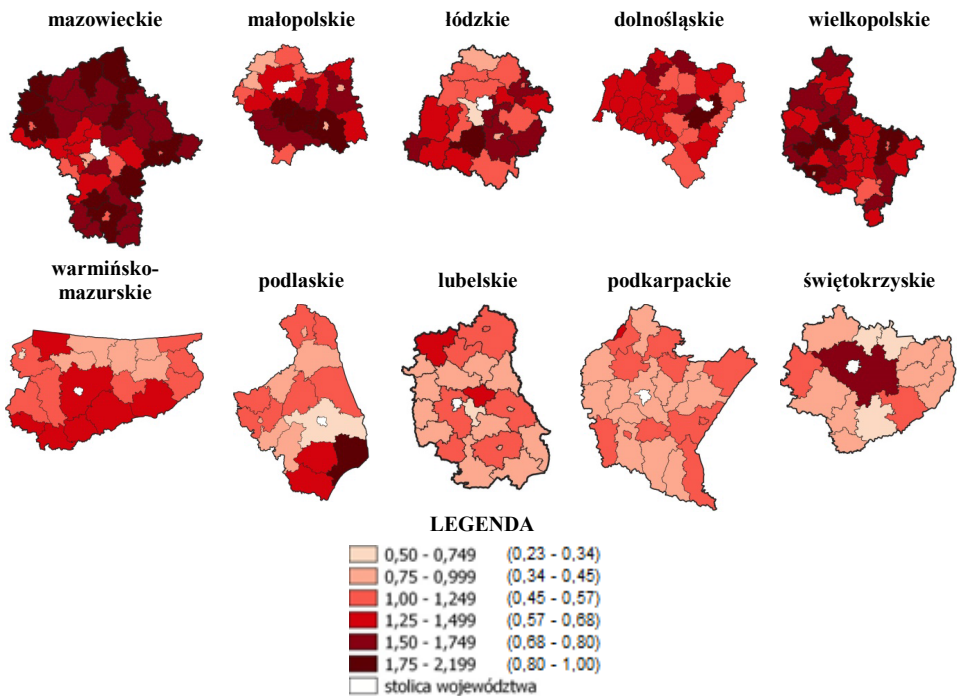 mazowieckie
małopolskie
łódzkie
dolnośląskie
wielkopolskie
warmińsko-
mazurskie
podlaskie
lubelskie
podkarpackie
świętokrzyskie
LEGENDA
0,50 - 0,749 (0,23 - 0,34)
0,75 - 0,999 (0,34 - 0,45)
1,00 - 1,249 (0,45 - 0,57)
1,25 - 1,499 (0,57 - 0,68)
1,50 - 1,749 (0,68 - 0,80)
1,75 - 2,199 (0,80 - 1,00)
stolica województwa